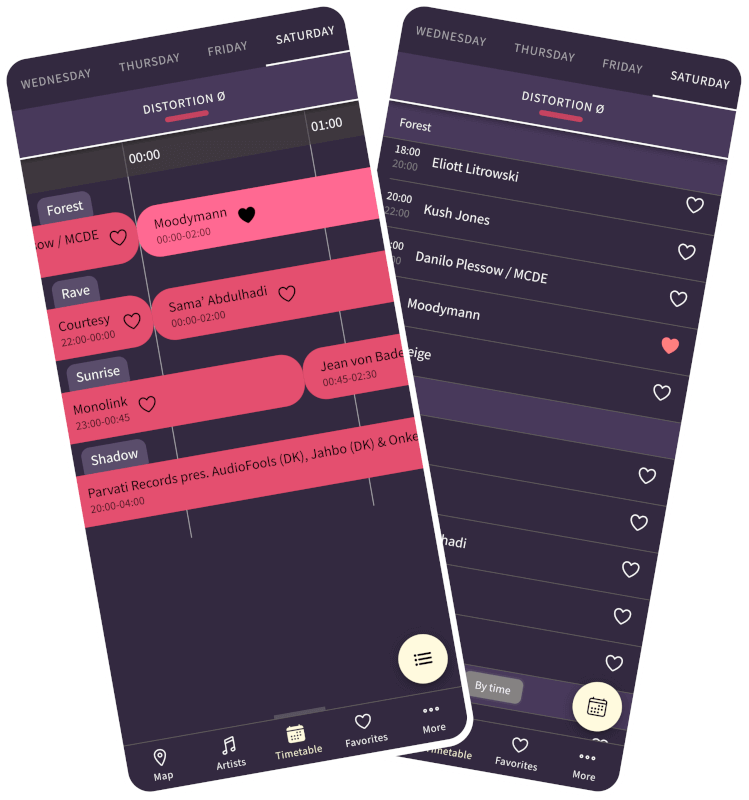 WEDNESDAY THURSDAY FRIDAY SATURDAY
DISTORTION Ø
00:00 01:00
Forest
/ MCDE
Moodymann
00:00-02:00
Rave
Courtesy
22:00-00:00
Sama' Abdulhadi
00:00-02:00
Sunrise
Monolink
23:00-00:45
Jean von Bade
00:45-02:30
Shadow
Parvati Records pres. AudioFools (DK), Jahbo (DK) & Onke
20:00-04:00
Map Artists Timetable Favorites More
WEDNESDAY THURSDAY FRIDAY SATURDAY
DISTORTION Ø
Forest
18:00
20:00
Eliott Litrowski
20:00
22:00
Kush Jones
:00
Danilo Plessow / MCDE
Moodymann
eige
hadi
By time
imetable Favorites More